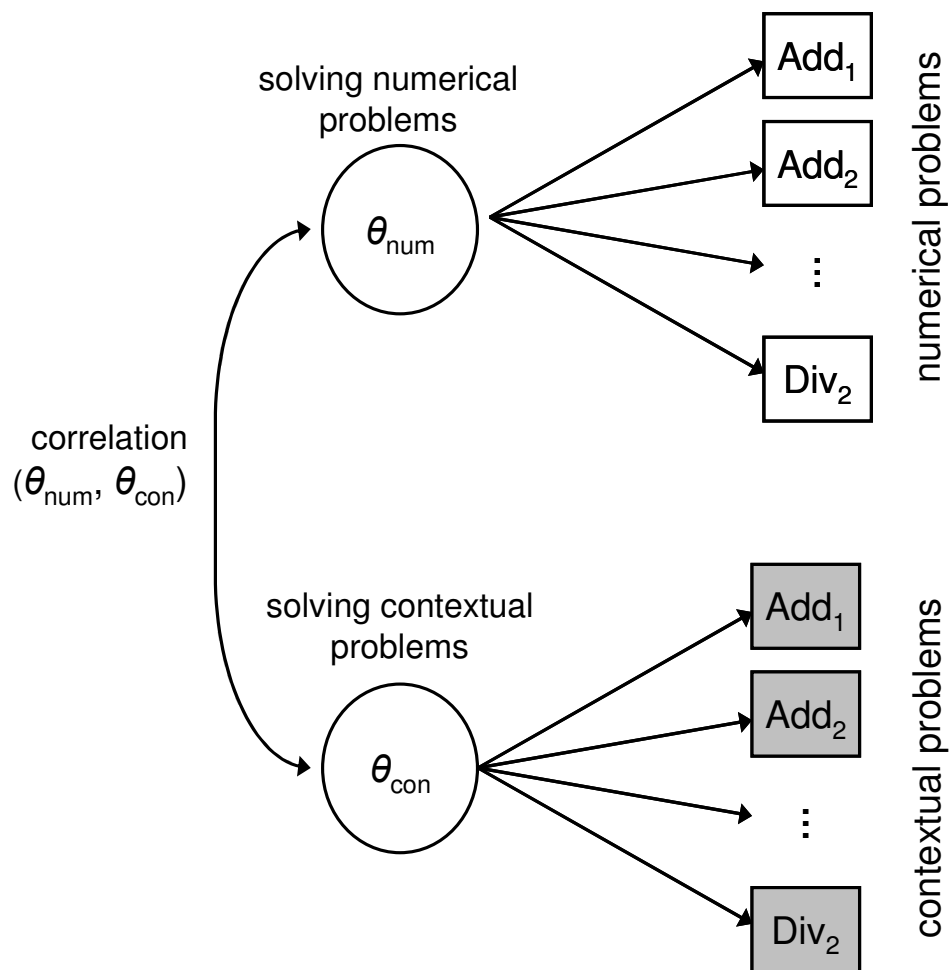 solving numerical
problems
θnum
Add1
Add2
...
Div2
numerical problems
correlation
(θnum, θcon)
solving contextual
problems
θcon
Add1
Add2
...
Div2
contextual problems